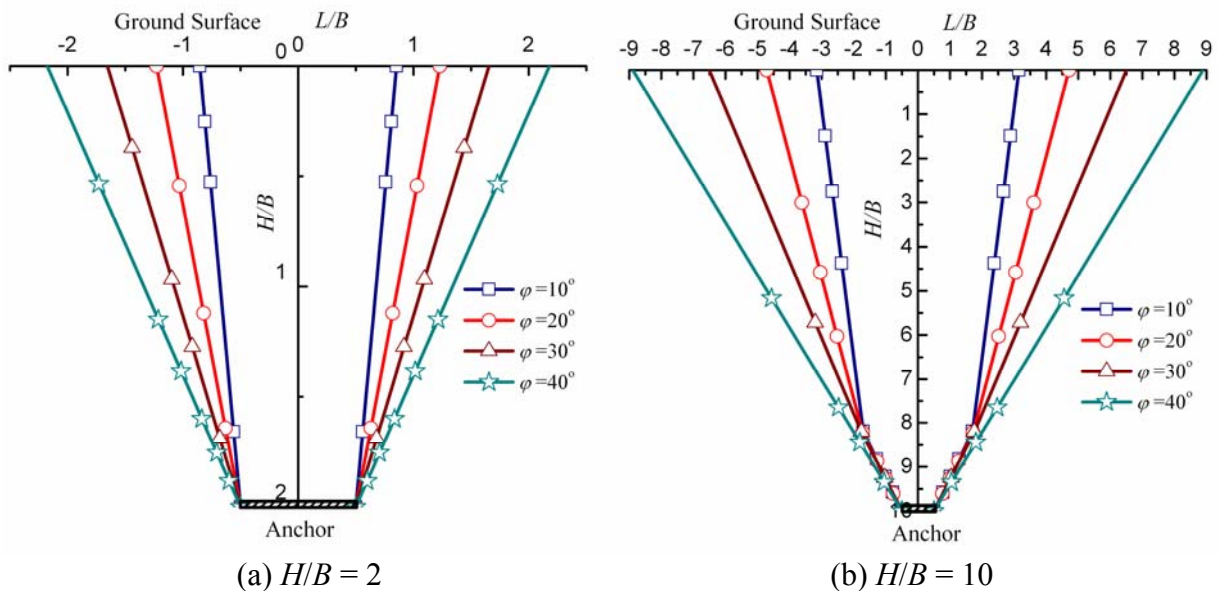 Ground Surface L/B
-2 -1 0 1 2
0
H/B
1
2
φ =10°
φ =20°
φ =30°
φ =40°
Anchor
(a) H/B = 2
Ground Surface L/B
-9 -8 -7 -6 -5 -4 -3 -2 -1 0 1 2 3 4 5 6 7 8 9
H/B
1
2
3
4
5
6
7
8
9
10
φ =10°
φ =20°
φ =30°
φ =40°
Anchor
(b) H/B = 10